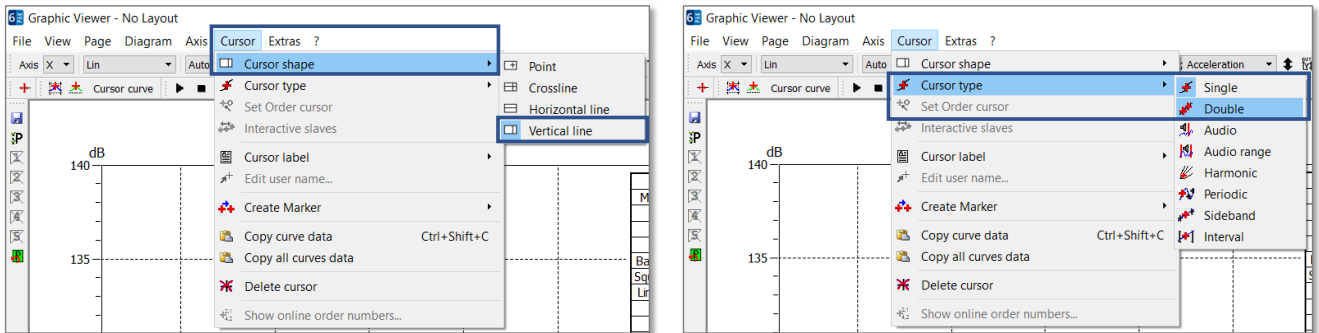 Graphic Viewer - No Layout
File View Page Diagram Axis Cursor Extras ?
Axis X Lin Auto
Cursor curve
Cursor shape
Cursor type
Set Order cursor
Interactive slaves
Cursor label
Edit user name...
Create Marker
Copy curve data Ctrl+Shift+C
Copy all curves data
Delete cursor
Show online order numbers...
Point
Crossline
Horizontal line
Vertical line
dB
140
135
Graphic Viewer - No Layout
File View Page Diagram Axis Cursor Extras ?
Axis X Lin Auto Acceleration
Cursor curve
Cursor shape
Cursor type
Set Order cursor
Interactive slaves
Cursor label
Edit user name...
Create Marker
Copy curve data Ctrl+Shift+C
Copy all curves data
Delete cursor
Show online order numbers...
Single
Double
Audio
Audio range
Harmonic
Periodic
Sideband
Interval
dB
140
135